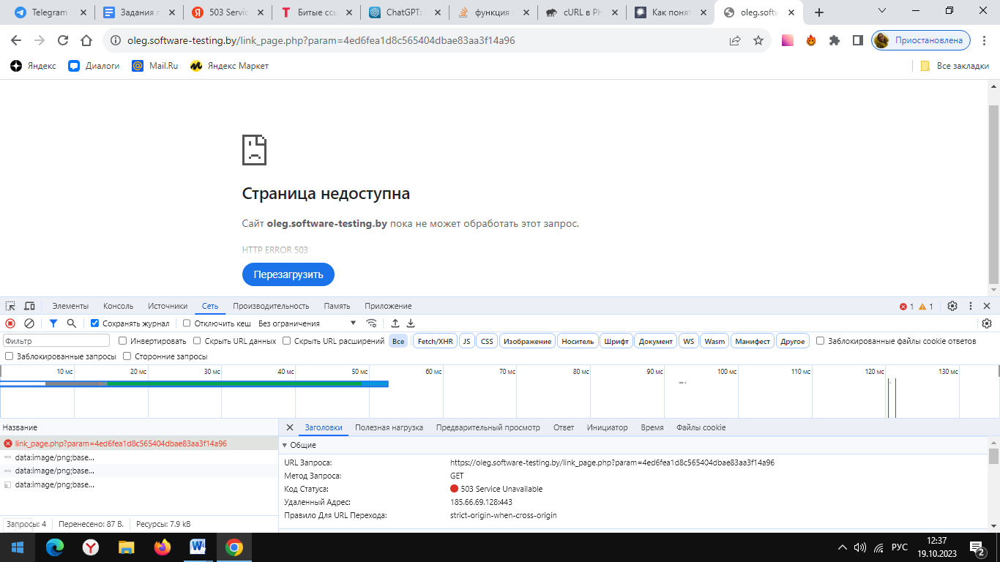 Telegram
Задания п
503 Servic
Битые ссы
ChatGPT:
функция
cURL в PH
Как понят
oleg.softw
oleg.software-testing.by/link_page.php?param=4ed6fea1d8c565404dbae83aa3f14a96
Приостановлена
Яндекс
Диалоги
Mail.Ru
Яндекс Маркет
Все закладки
Страница недоступна
Сайт oleg.software-testing.by пока не может обработать этот запрос.
HTTP ERROR 503
Перезагрузить
Элементы Консоль Источники Сеть Производительность Память Приложение 1 1
Сохранять журнал Отключить кеш Без ограничения
Фильтр Инвертировать Скрыть URL данных Скрыть URL расширений Все Fetch/XHR JS CSS Изображение Носитель Шрифт Документ WS Wasm Манифест Другое Заблокированные файлы cookie ответов
Заблокированные запросы Сторонние запросы
10 мс 20 мс 30 мс 40 мс 50 мс 60 мс 70 мс 80 мс 90 мс 100 мс 110 мс 120 мс 130 мс
Название
link_page.php?param=4ed6fea1d8c565404dbae83aa3f14a96
data:image/png;base...
data:image/png;base...
data:image/png;base...
Запросы: 4 Перенесено: 87 B. Ресурсы: 7.9 kB
Заголовки Полезная нагрузка Предварительный просмотр Ответ Инициатор Время Файлы cookie
Общие
URL Запроса: https://oleg.software-testing.by/link_page.php?param=4ed6fea1d8c565404dbae83aa3f14a96
Метод Запроса: GET
Код Статуса: 503 Service Unavailable
Удаленный Адрес: 185.66.69.128:443
Правило Для URL Перехода: strict-origin-when-cross-origin
РУС
12:37
19.10.2023
2